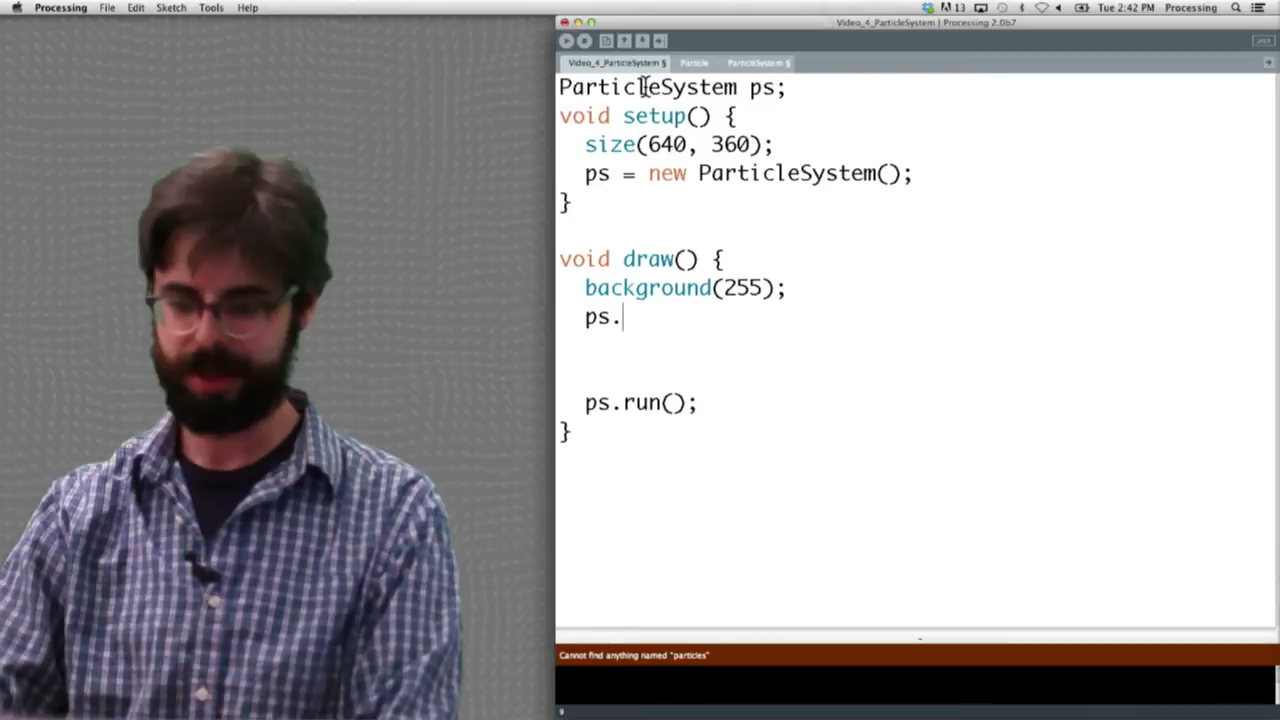 Processing File Edit Sketch Tools Help 13 Tue 2:42 PM Processing
Video_4_ParticleSystem | Processing 2.0b7
Video_4_ParticleSystem § Particle ParticleSystem §
ParticleSystem ps;
void setup() {
size(640, 360);
ps = new ParticleSystem();
}
void draw() {
background(255);
ps.
ps.run();
}
Cannot find anything named "particles"
9